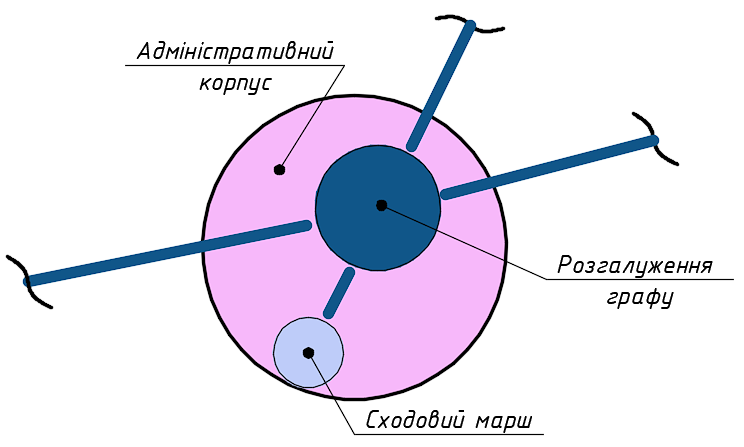 Адміністративний
корпус
Розгалуження
графу
Сходовий марш